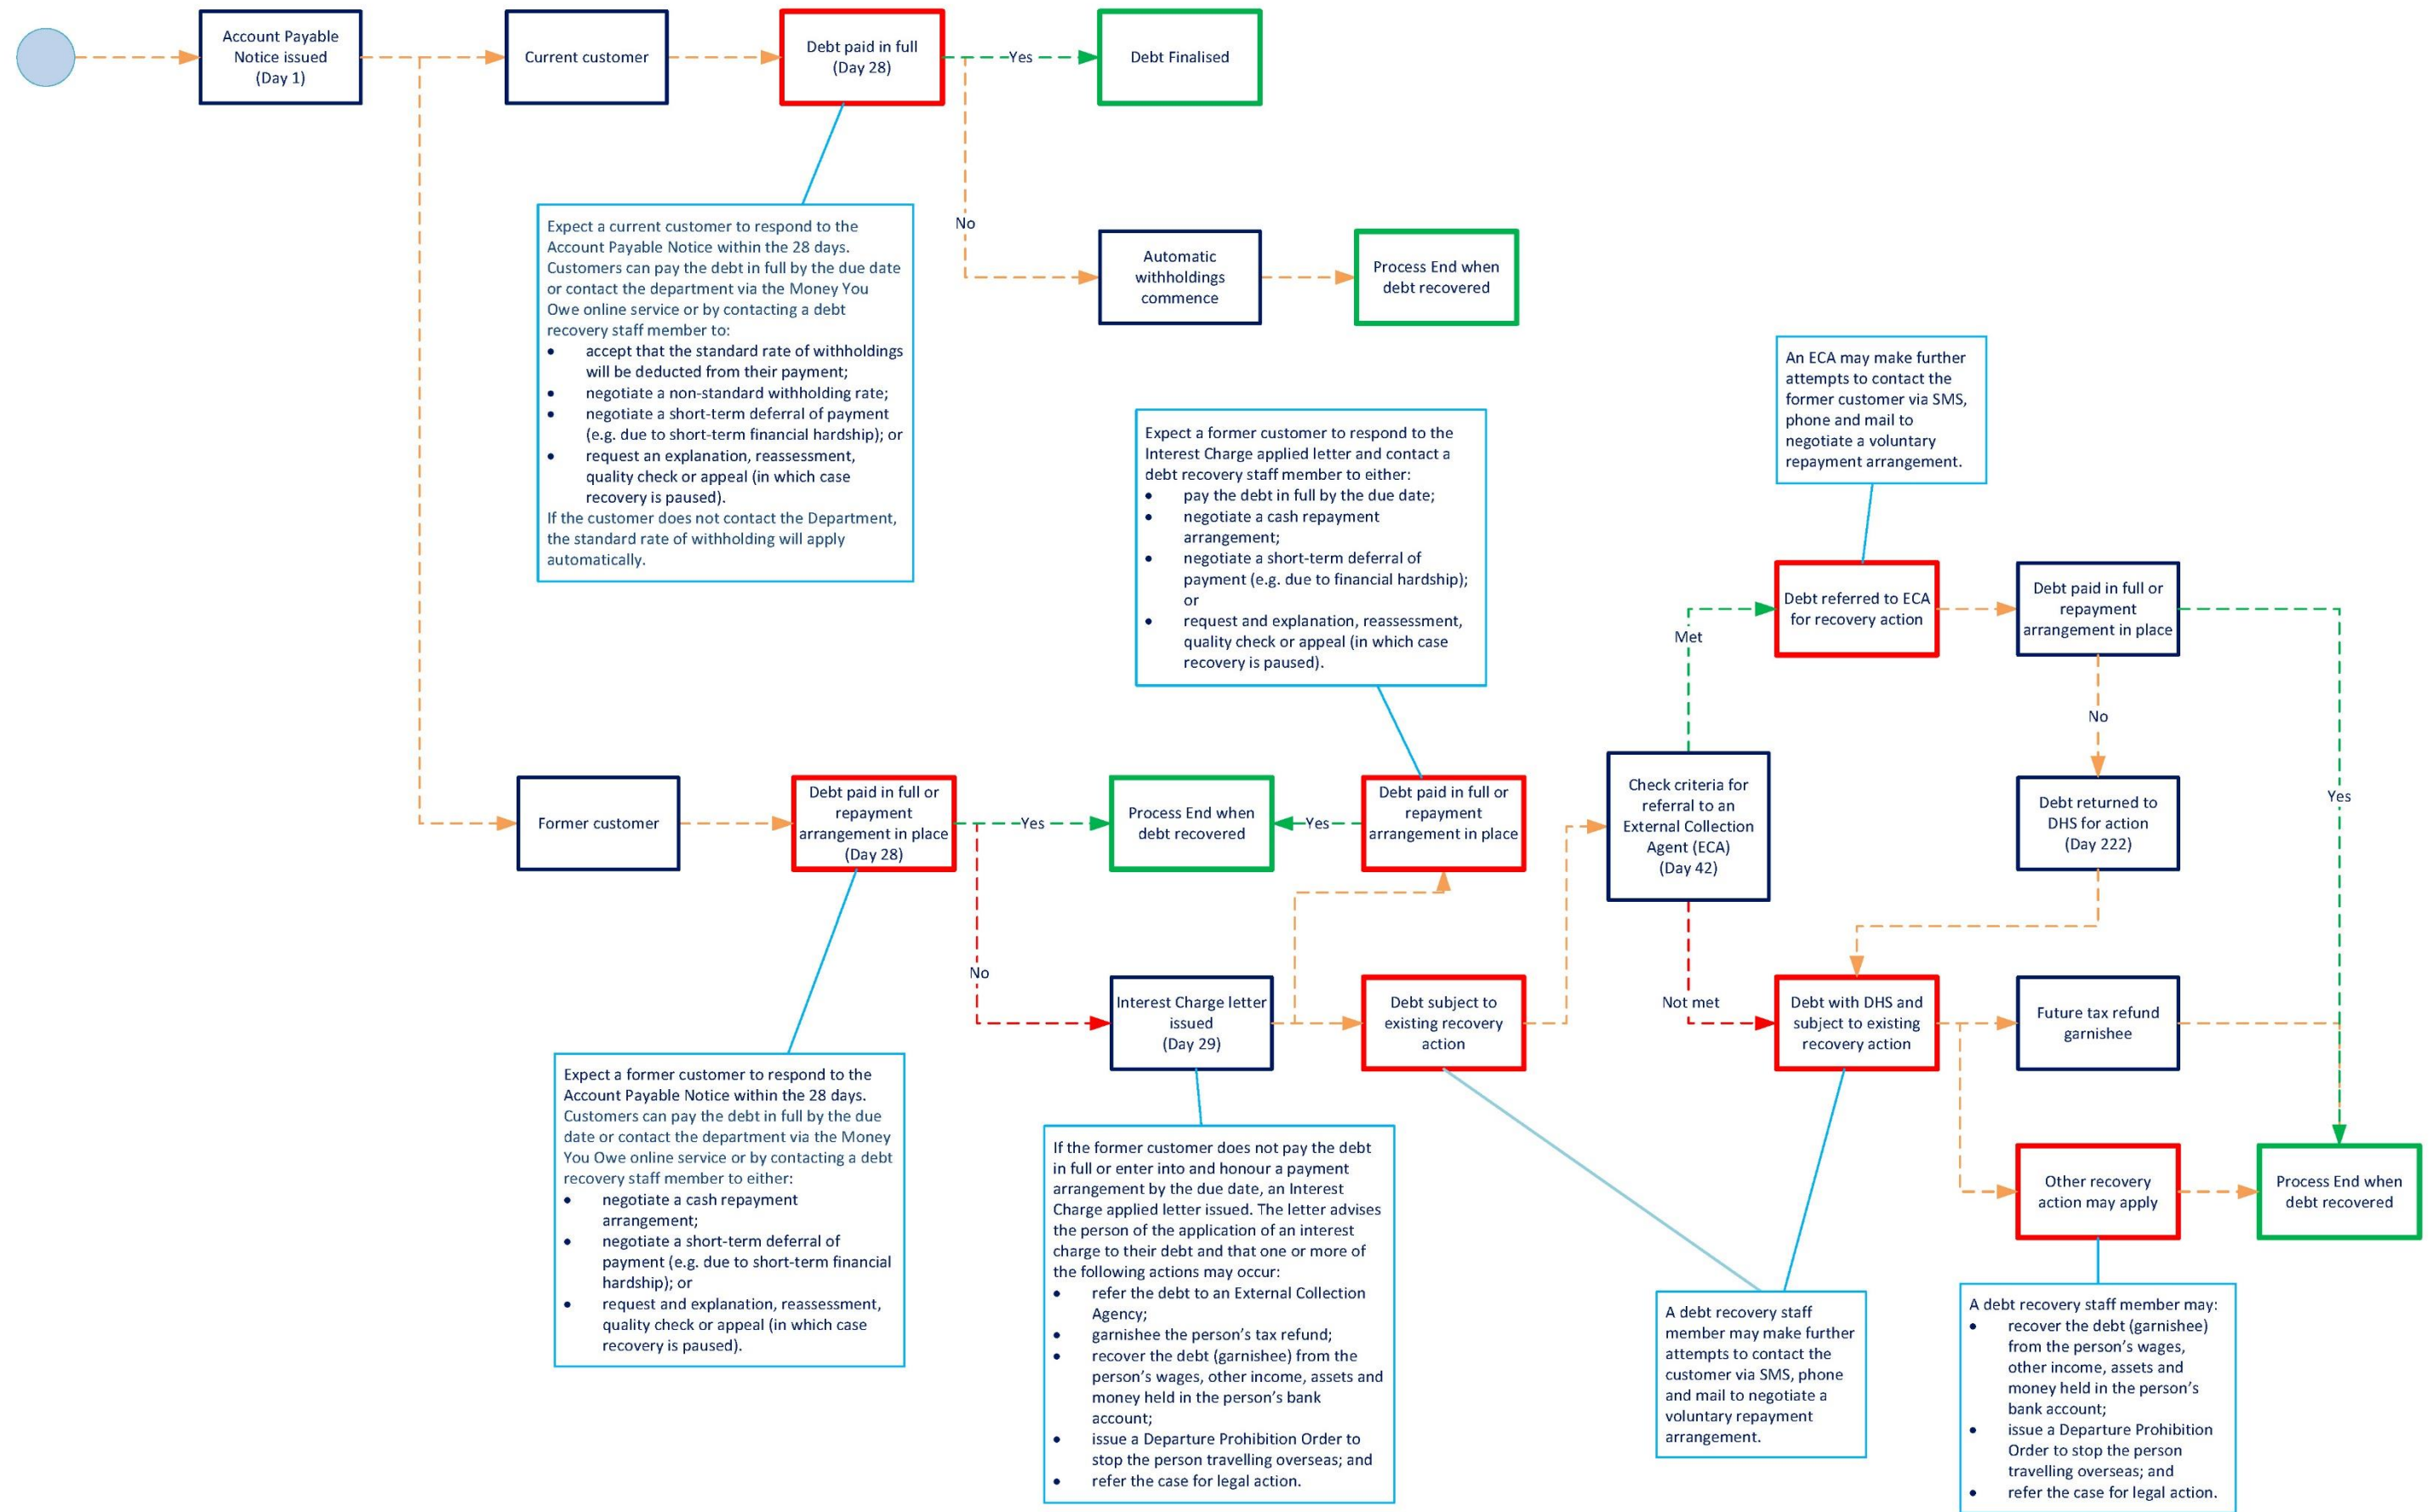 Account Payable
Notice issued
(Day 1)
Current customer
Debt paid in full
(Day 28)
Yes
Debt Finalised
No
Automatic
withholdings
commence
Process End when
debt recovered
Expect a current customer to respond to the
Account Payable Notice within the 28 days.
Customers can pay the debt in full by the due date
or contact the department via the Money You
Owe online service or by contacting a debt
recovery staff member to:
• accept that the standard rate of withholdings
will be deducted from their payment;
• negotiate a non-standard withholding rate;
• negotiate a short-term deferral of payment
(e.g. due to short-term financial hardship); or
• request an explanation, reassessment,
quality check or appeal (in which case
recovery is paused).
If the customer does not contact the Department,
the standard rate of withholding will apply
automatically.
Expect a former customer to respond to the
Interest Charge applied letter and contact a
debt recovery staff member to either:
• pay the debt in full by the due date;
• negotiate a cash repayment
arrangement;
• negotiate a short-term deferral of
payment (e.g. due to financial hardship);
or
• request and explanation, reassessment,
quality check or appeal (in which case
recovery is paused).
An ECA may make further
attempts to contact the
former customer via SMS,
phone and mail to
negotiate a voluntary
repayment arrangement.
Debt referred to ECA
for recovery action
Debt paid in full or
repayment
arrangement in place
Met
No
Yes
Former customer
Debt paid in full or
repayment
arrangement in place
(Day 28)
Yes
Process End when
debt recovered
Yes
Debt paid in full or
repayment
arrangement in place
Check criteria for
referral to an
External Collection
Agent (ECA)
(Day 42)
Debt returned to
DHS for action
(Day 222)
No
Interest Charge letter
issued
(Day 29)
Debt subject to
existing recovery
action
Not met
Debt with DHS and
subject to existing
recovery action
Future tax refund
garnishee
Other recovery
action may apply
Process End when
debt recovered
Expect a former customer to respond to the
Account Payable Notice within the 28 days.
Customers can pay the debt in full by the due
date or contact the department via the Money
You Owe online service or by contacting a debt
recovery staff member to either:
• negotiate a cash repayment
arrangement;
• negotiate a short-term deferral of
payment (e.g. due to short-term financial
hardship); or
• request and explanation, reassessment,
quality check or appeal (in which case
recovery is paused).
If the former customer does not pay the debt
in full or enter into and honour a payment
arrangement by the due date, an Interest
Charge applied letter issued. The letter advises
the person of the application of an interest
charge to their debt and that one or more of
the following actions may occur:
• refer the debt to an External Collection
Agency;
• garnishee the person’s tax refund;
• recover the debt (garnishee) from the
person’s wages, other income, assets and
money held in the person’s bank
account;
• issue a Departure Prohibition Order to
stop the person travelling overseas; and
• refer the case for legal action.
A debt recovery staff
member may make further
attempts to contact the
customer via SMS, phone
and mail to negotiate a
voluntary repayment
arrangement.
A debt recovery staff member may:
• recover the debt (garnishee)
from the person’s wages,
other income, assets and
money held in the person’s
bank account;
• issue a Departure Prohibition
Order to stop the person
travelling overseas; and
• refer the case for legal action.